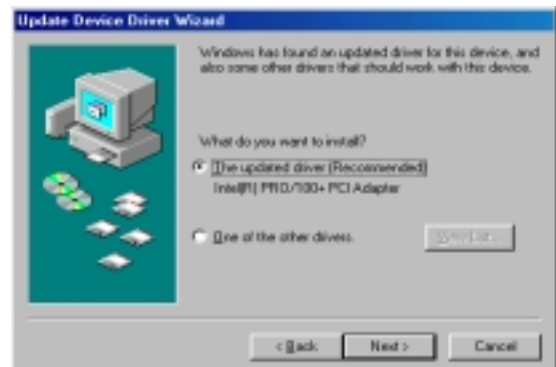 Update Device Driver Wizard
Windows has found an updated driver for this device, and
also some other drivers that should work with this device.
What do you want to install?
The updated driver (Recommended)
Intel(R) PRO/100+ PCI Adapter
One of the other drivers.
View List...
< Back
Next >
Cancel